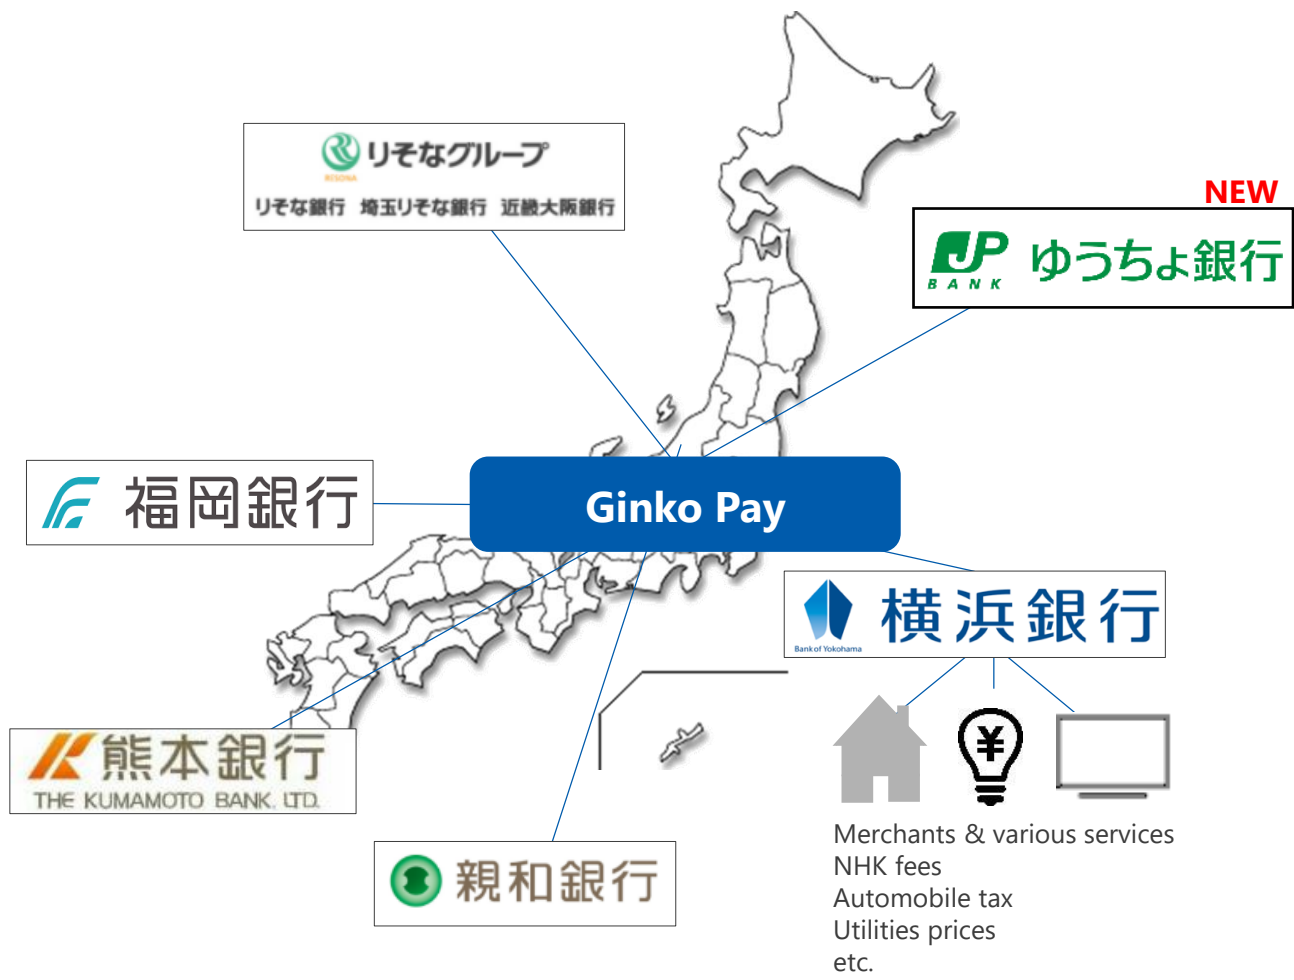 りそなグループ
RESONA
りそな銀行 埼玉りそな銀行 近畿大阪銀行
NEW
JP
BANK
ゆうちょ銀行
福岡銀行
Ginko Pay
横浜銀行
Bank of Yokohama
熊本銀行
THE KUMAMOTO BANK, LTD.
親和銀行
¥
Merchants & various services
NHK fees
Automobile tax
Utilities prices
etc.